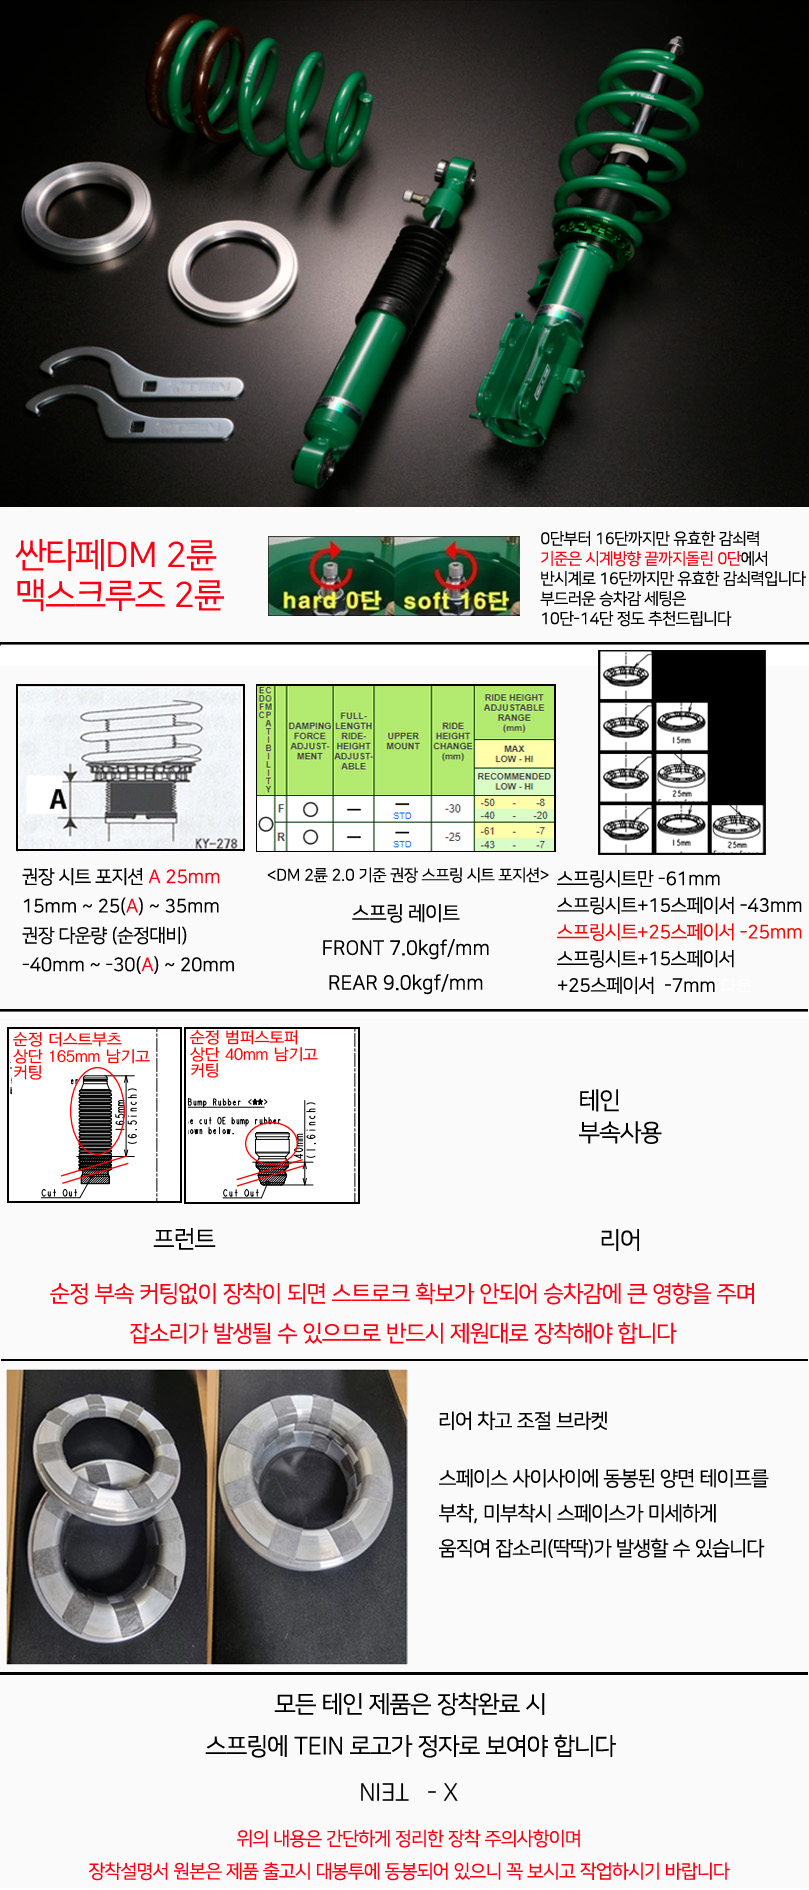 TEIN
싼타페DM 2륜
맥스크루즈 2륜
hard 0단
soft 16단
0단부터 16단까지만 유효한 감쇠력
기준은 시계방향 끝까지돌린 0단에서
반시계로 16단까지만 유효한 감쇠력입니다
부드러운 승차감 세팅은
10단-14단 정도 추천드립니다
A
KY-278
권장 시트 포지션 A 25mm
15mm ~ 25(A) ~ 35mm
권장 다운량 (순정대비)
-40mm ~ -30(A) ~ 20mm
EDFC COMPATIBILITY
DAMPING FORCE ADJUST-MENT
FULL-LENGTH RIDE-HEIGHT ADJUST-ABLE
UPPER MOUNT
RIDE HEIGHT CHANGE (mm)
RIDE HEIGHT ADJUSTABLE RANGE (mm)
MAX LOW - HI
RECOMMENDED LOW - HI
F ○ — — STD -30 -50 - -8
-40 - -20
R ○ — — STD -25 -61 - -7
-43 - -7
<DM 2륜 2.0 기준 권장 스프링 시트 포지션>
스프링 레이트
FRONT 7.0kgf/mm
REAR 9.0kgf/mm
15mm
25mm
15mm
25mm
스프링시트만 -61mm
스프링시트+15스페이서 -43mm
스프링시트+25스페이서 -25mm
스프링시트+15스페이서
+25스페이서 -7mm
순정 더스트부츠
상단 165mm 남기고
커팅
er
165mm
(6.5inch)
Cut Out
순정 범퍼스토퍼
상단 40mm 남기고
커팅
Bump Rubber <**>
e cut OE bump rubber
own below.
40mm
(1.6inch)
Cut Out
테인
부속사용
프런트
리어
순정 부속 커팅없이 장착이 되면 스트로크 확보가 안되어 승차감에 큰 영향을 주며
잡소리가 발생될 수 있으므로 반드시 제원대로 장착해야 합니다
리어 차고 조절 브라켓
스페이스 사이사이에 동봉된 양면 테이프를
부착, 미부착시 스페이스가 미세하게
움직여 잡소리(딱딱)가 발생할 수 있습니다
모든 테인 제품은 장착완료 시
스프링에 TEIN 로고가 정자로 보여야 합니다
TEIN - X
위의 내용은 간단하게 정리한 장착 주의사항이며
장착설명서 원본은 제품 출고시 대봉투에 동봉되어 있으니 꼭 보시고 작업하시기 바랍니다